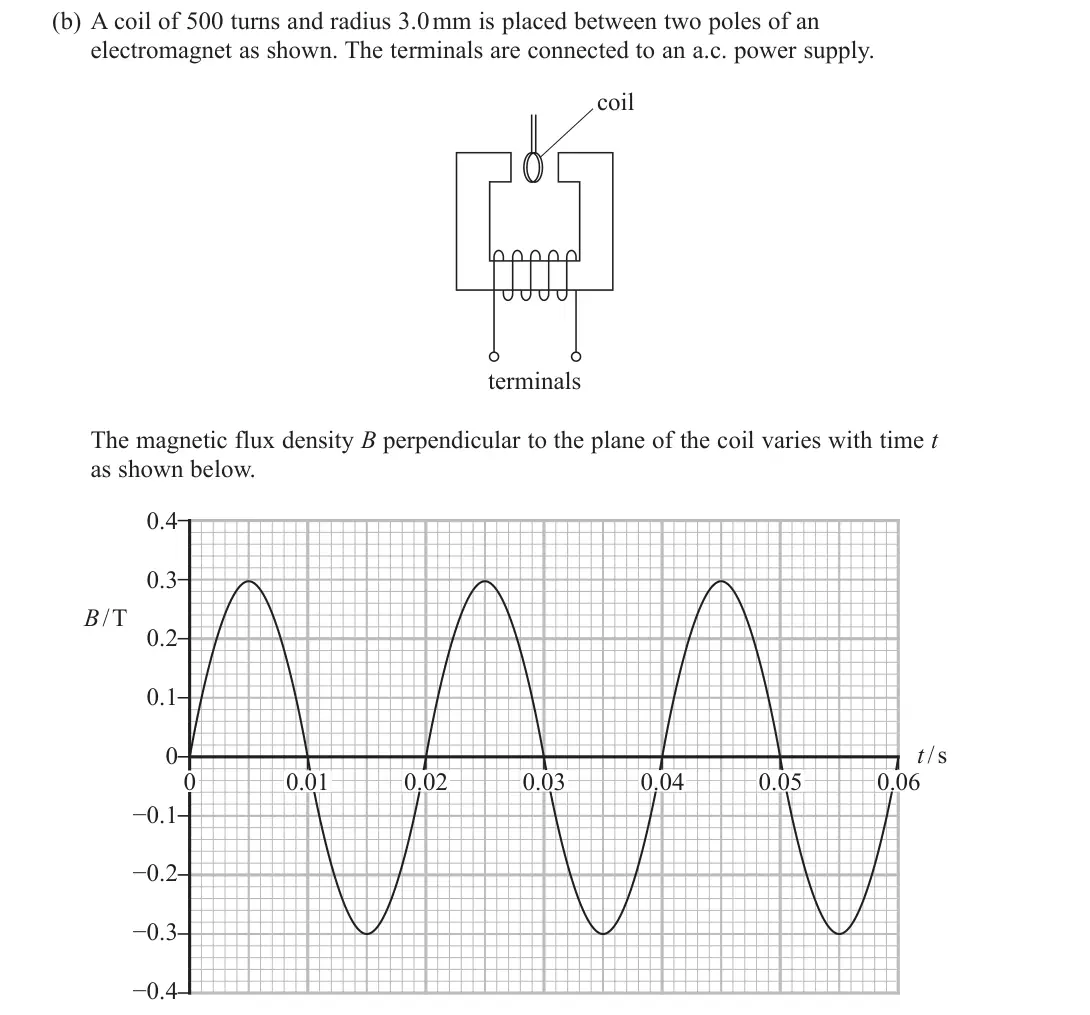 (b) A coil of 500 turns and radius 3.0 mm is placed between two poles of an
electromagnet as shown. The terminals are connected to an a.c. power supply.
coil
terminals
The magnetic flux density B perpendicular to the plane of the coil varies with time t
as shown below.
0.4
0.3
B/T
0.2
0.1
0
t/s
0 0.01 0.02 0.03 0.04 0.05 0.06
−0.1
−0.2
−0.3
−0.4